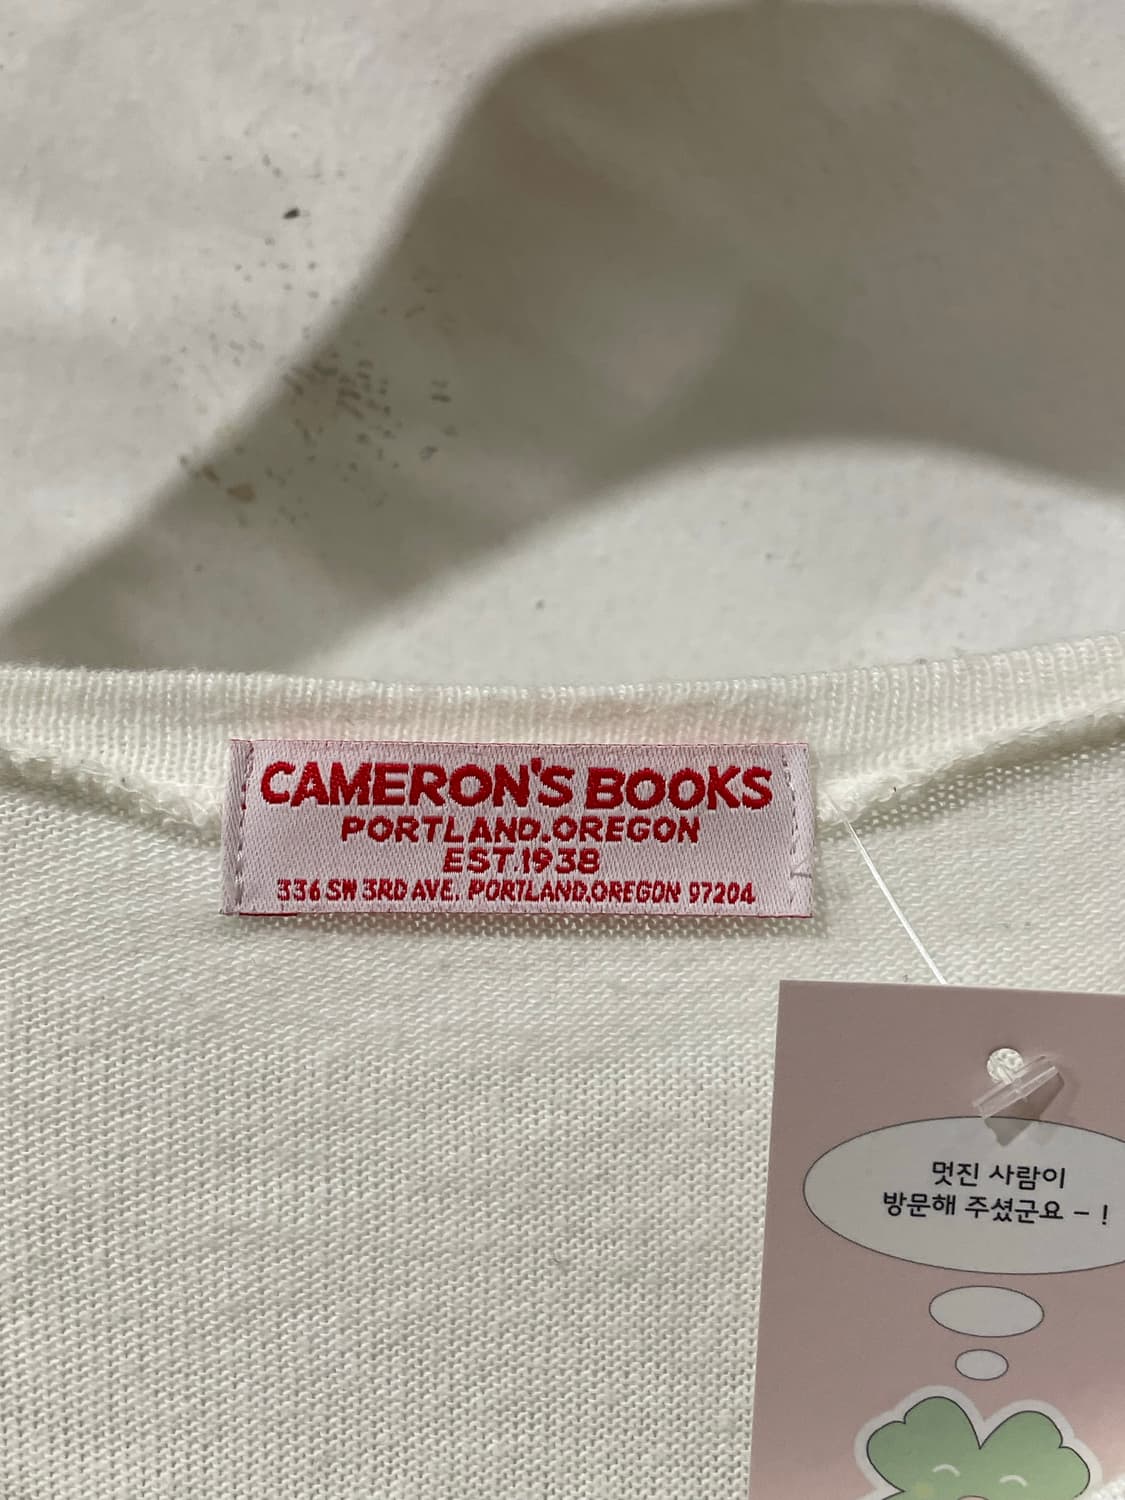 CAMERON'S BOOKS
PORTLAND.OREGON
EST.1938
336 SW 3RD AVE. PORTLAND,OREGON 97204
멋진 사람이
방문해 주셨군요 - !